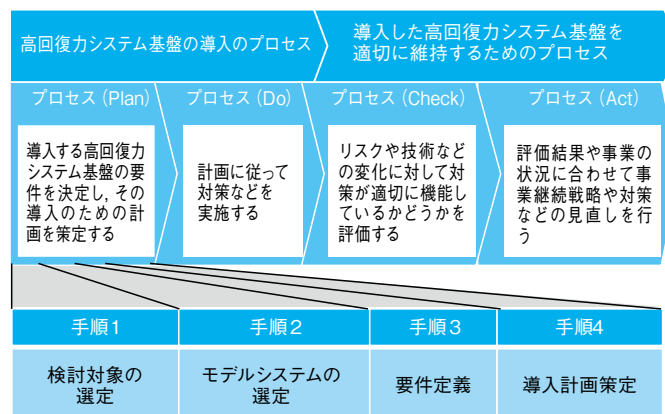 高回復力システム基盤の導入のプロセス
導入した高回復力システム基盤を
適切に維持するためのプロセス
プロセス(Plan)
導入する高回復力
システム基盤の要
件を決定し,その
導入のための計
画を策定する
プロセス(Do)
計画に従って
対策などを
実施する
プロセス(Check)
リスクや技術など
の変化に対して対
策が適切に機能し
ているかどうかを
評価する
プロセス(Act)
評価結果や事業の
状況に合わせて事
業継続戦略や対策
などの見直しを行
う
手順1
検討対象の
選定
手順2
モデルシステムの
選定
手順3
要件定義
手順4
導入計画策定